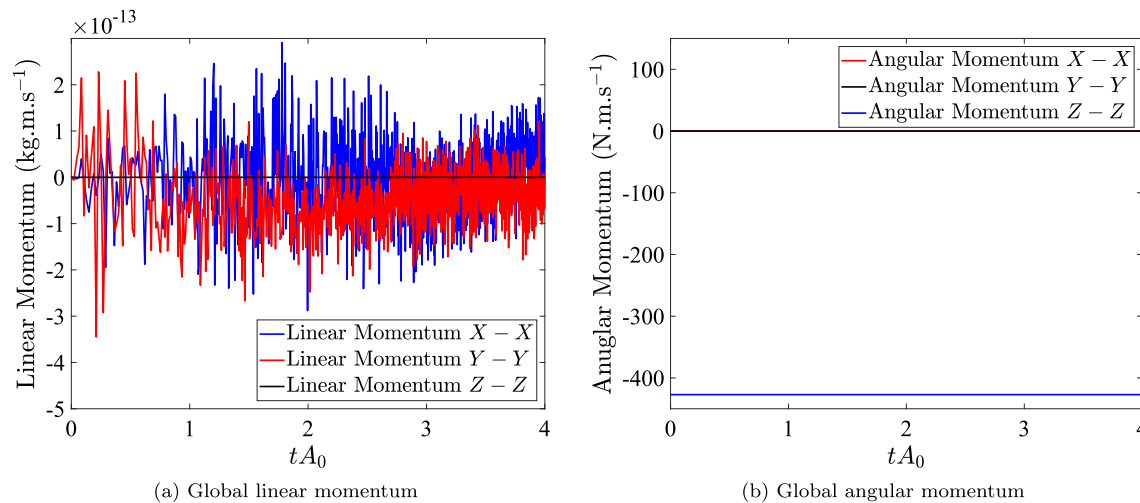 ×10⁻¹³
2
1
0
-1
-2
-3
-4
-5
0 1 2 3 4
Linear Momentum (kg.m.s⁻¹)
tA₀
Linear Momentum X − X
Linear Momentum Y − Y
Linear Momentum Z − Z
(a) Global linear momentum
100
0
-100
-200
-300
-400
0 1 2 3 4
Anuglar Momentum (N.m.s⁻¹)
tA₀
Angular Momentum X − X
Angular Momentum Y − Y
Angular Momentum Z − Z
(b) Global angular momentum